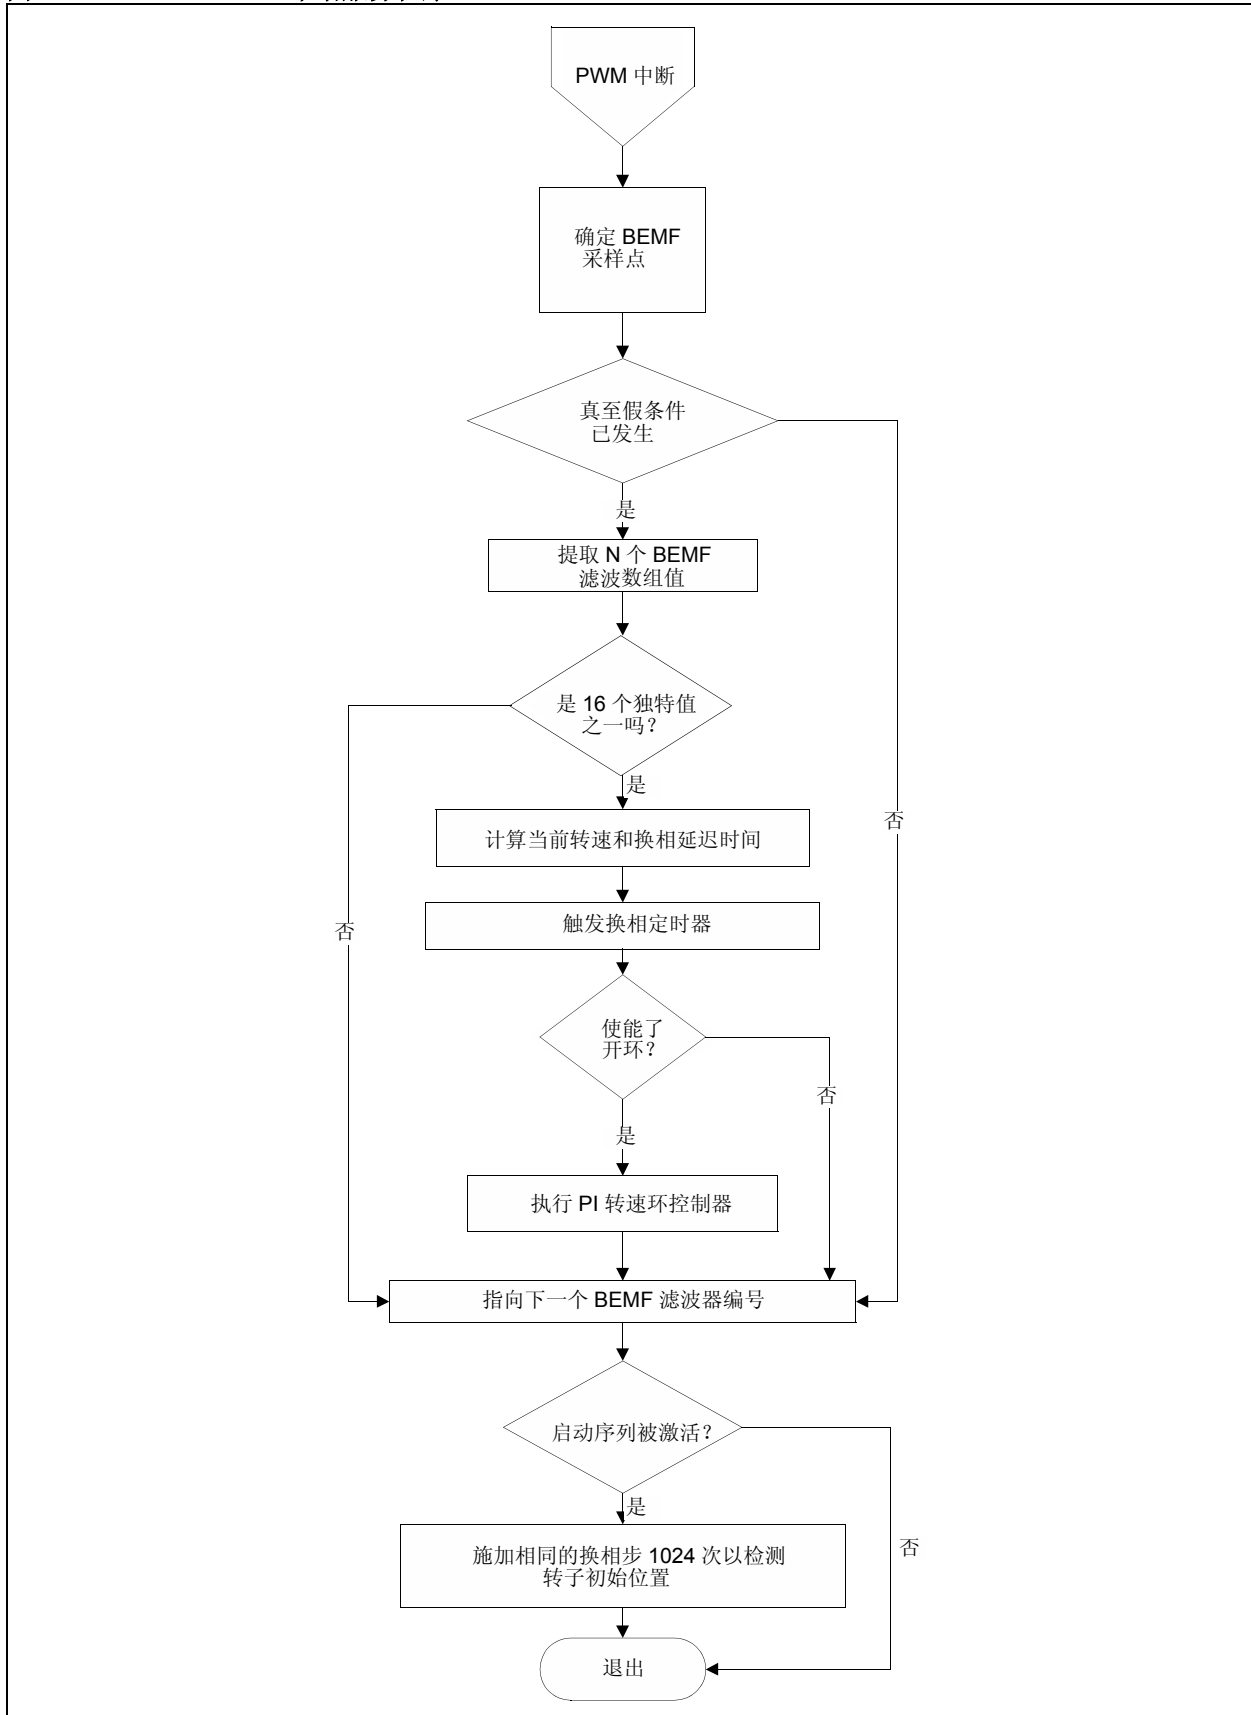 PWM 中断
确定 BEMF
采样点
真至假条件
已发生
是
提取 N 个 BEMF
滤波数组值
是 16 个独特值
之一吗？
是
计算当前转速和换相延迟时间
否
触发换相定时器
否
使能了
开环？
否
是
执行 PI 转速环控制器
指向下一个 BEMF 滤波器编号
启动序列被激活？
是
施加相同的换相步 1024 次以检测
转子初始位置
否
退出